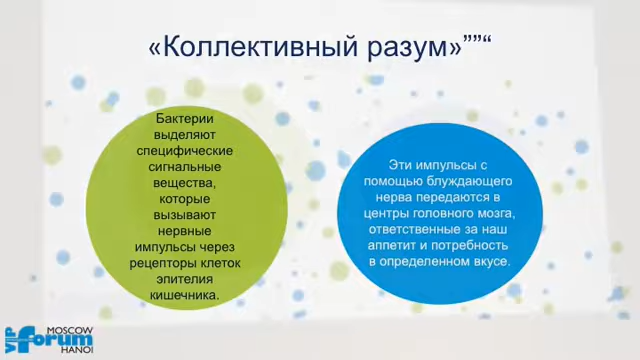 «Коллективный разум»””“
Бактерии
выделяют
специфические
сигнальные
вещества,
которые
вызывают
нервные
импульсы через
рецепторы клеток
эпителия
кишечника.
Эти импульсы с
помощью блуждающего
нерва передаются в
центры головного мозга,
ответственные за наш
аппетит и потребность
в определенном вкусе.
VIP forum MOSCOW
HANOI